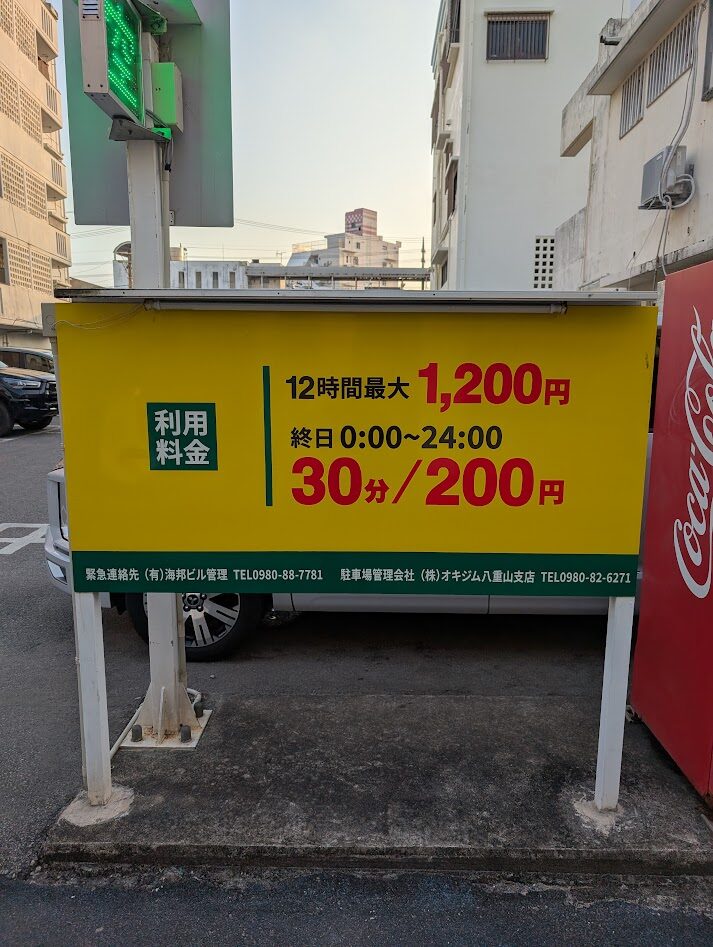 利用
料金
12時間最大 1,200円
終日 0:00~24:00
30分/200円
緊急連絡先 (有)海邦ビル管理 TEL0980-88-7781 駐車場管理会社 (株)オキジム八重山支店 TEL0980-82-6271
Coca-Cola